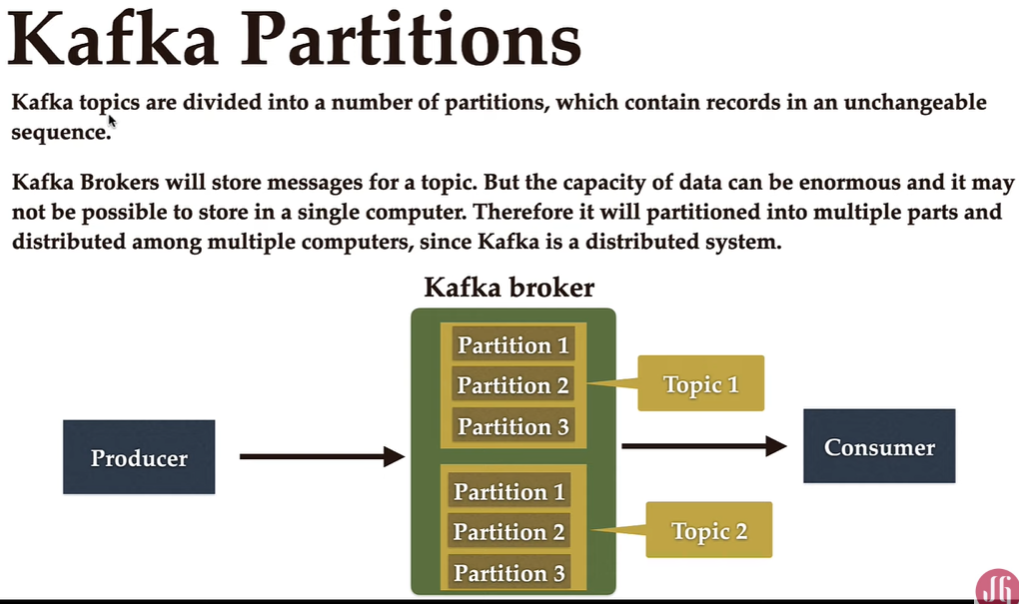 Kafka Partitions
Kafka topics are divided into a number of partitions, which contain records in an unchangeable
sequence.
Kafka Brokers will store messages for a topic. But the capacity of data can be enormous and it may
not be possible to store in a single computer. Therefore it will partitioned into multiple parts and
distributed among multiple computers, since Kafka is a distributed system.
Kafka broker
Partition 1
Partition 2
Partition 3
Topic 1
Producer
Consumer
Partition 1
Partition 2
Partition 3
Topic 2